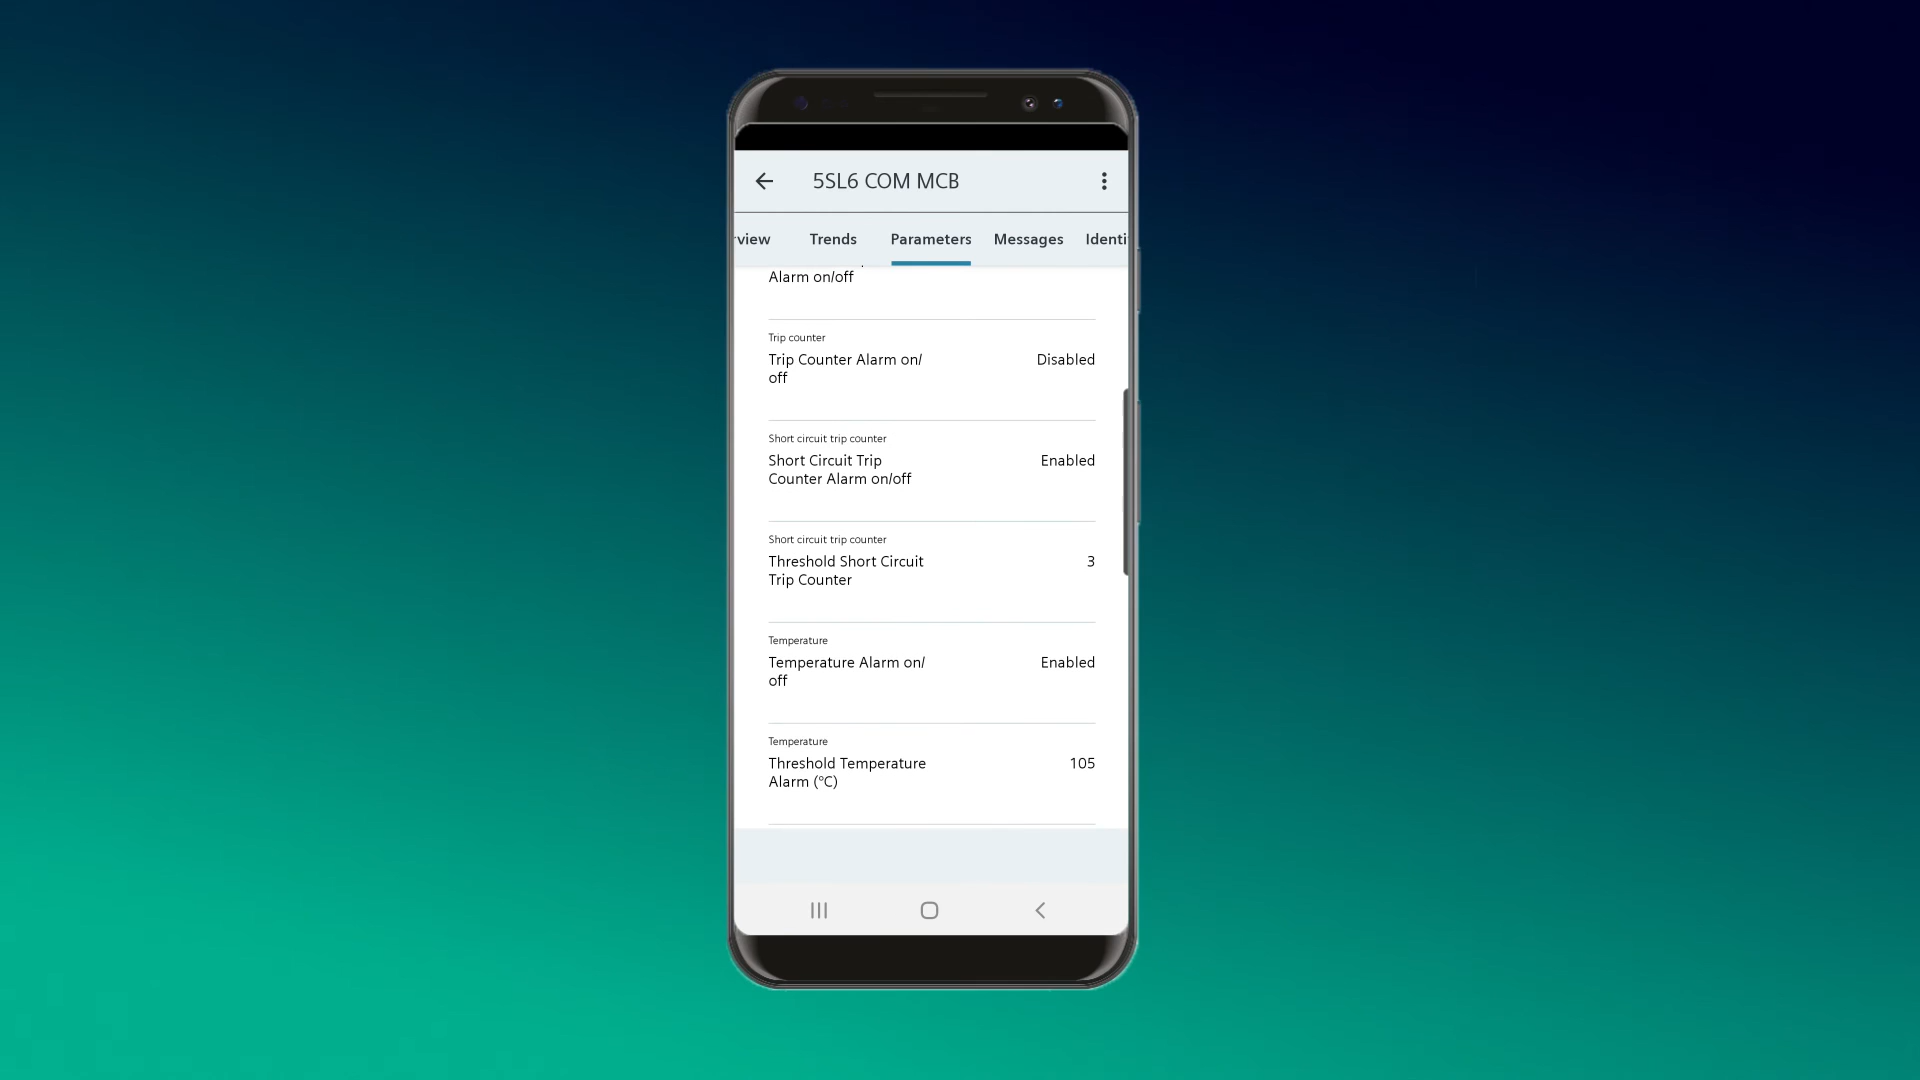 5SL6 COM MCB
rview Trends Parameters Messages Identi
Alarm on/off
Trip counter
Trip Counter Alarm on/ Disabled
off
Short circuit trip counter
Short Circuit Trip Enabled
Counter Alarm on/off
Short circuit trip counter
Threshold Short Circuit 3
Trip Counter
Temperature
Temperature Alarm on/ Enabled
off
Temperature
Threshold Temperature 105
Alarm (°C)